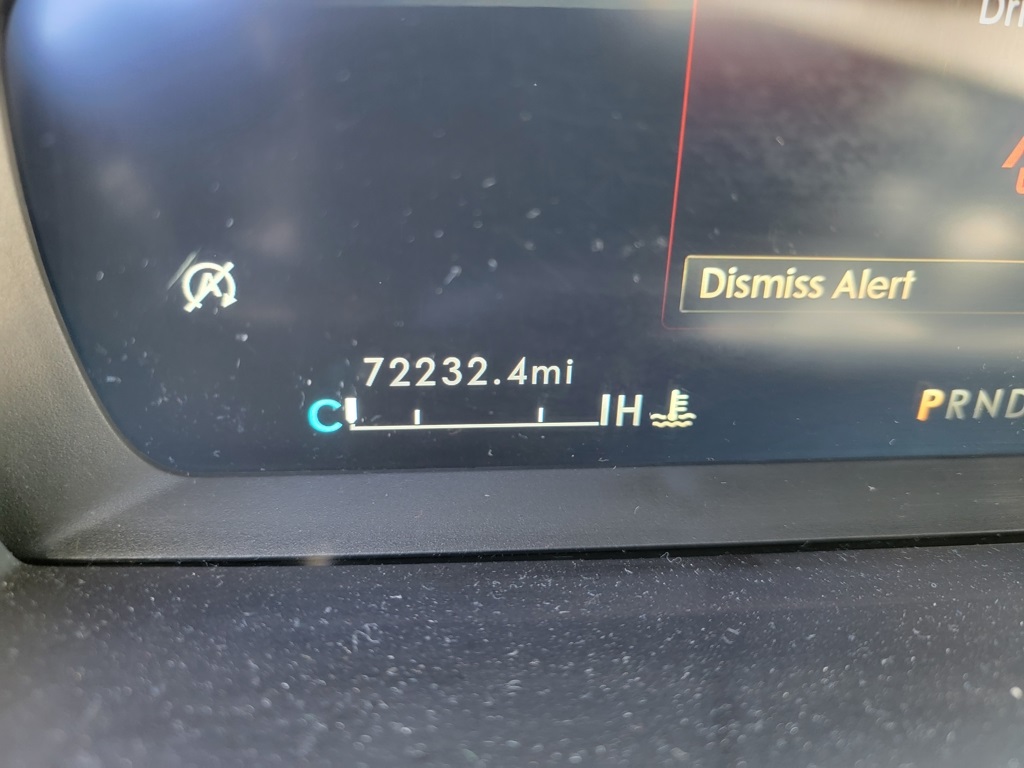 Dismiss Alert
72232.4mi
C H
PRND